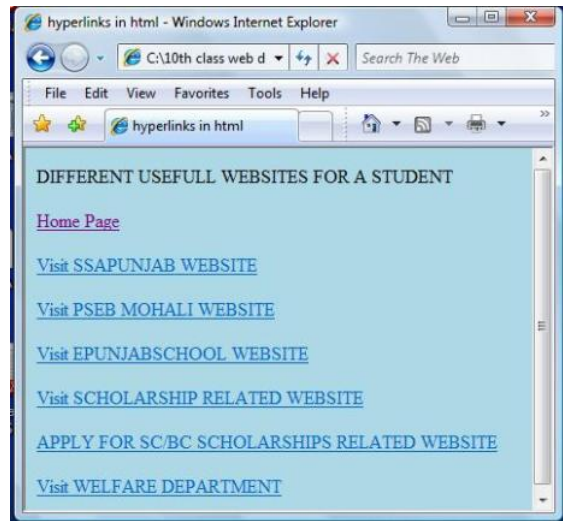 hyperlinks in html - Windows Internet Explorer
C:\10th class web d
Search The Web
File Edit View Favorites Tools Help
hyperlinks in html
DIFFERENT USEFULL WEBSITES FOR A STUDENT
Home Page
Visit SSAPUNJAB WEBSITE
Visit PSEB MOHALI WEBSITE
Visit EPUNJABSCHOOL WEBSITE
Visit SCHOLARSHIP RELATED WEBSITE
APPLY FOR SC/BC SCHOLARSHIPS RELATED WEBSITE
Visit WELFARE DEPARTMENT